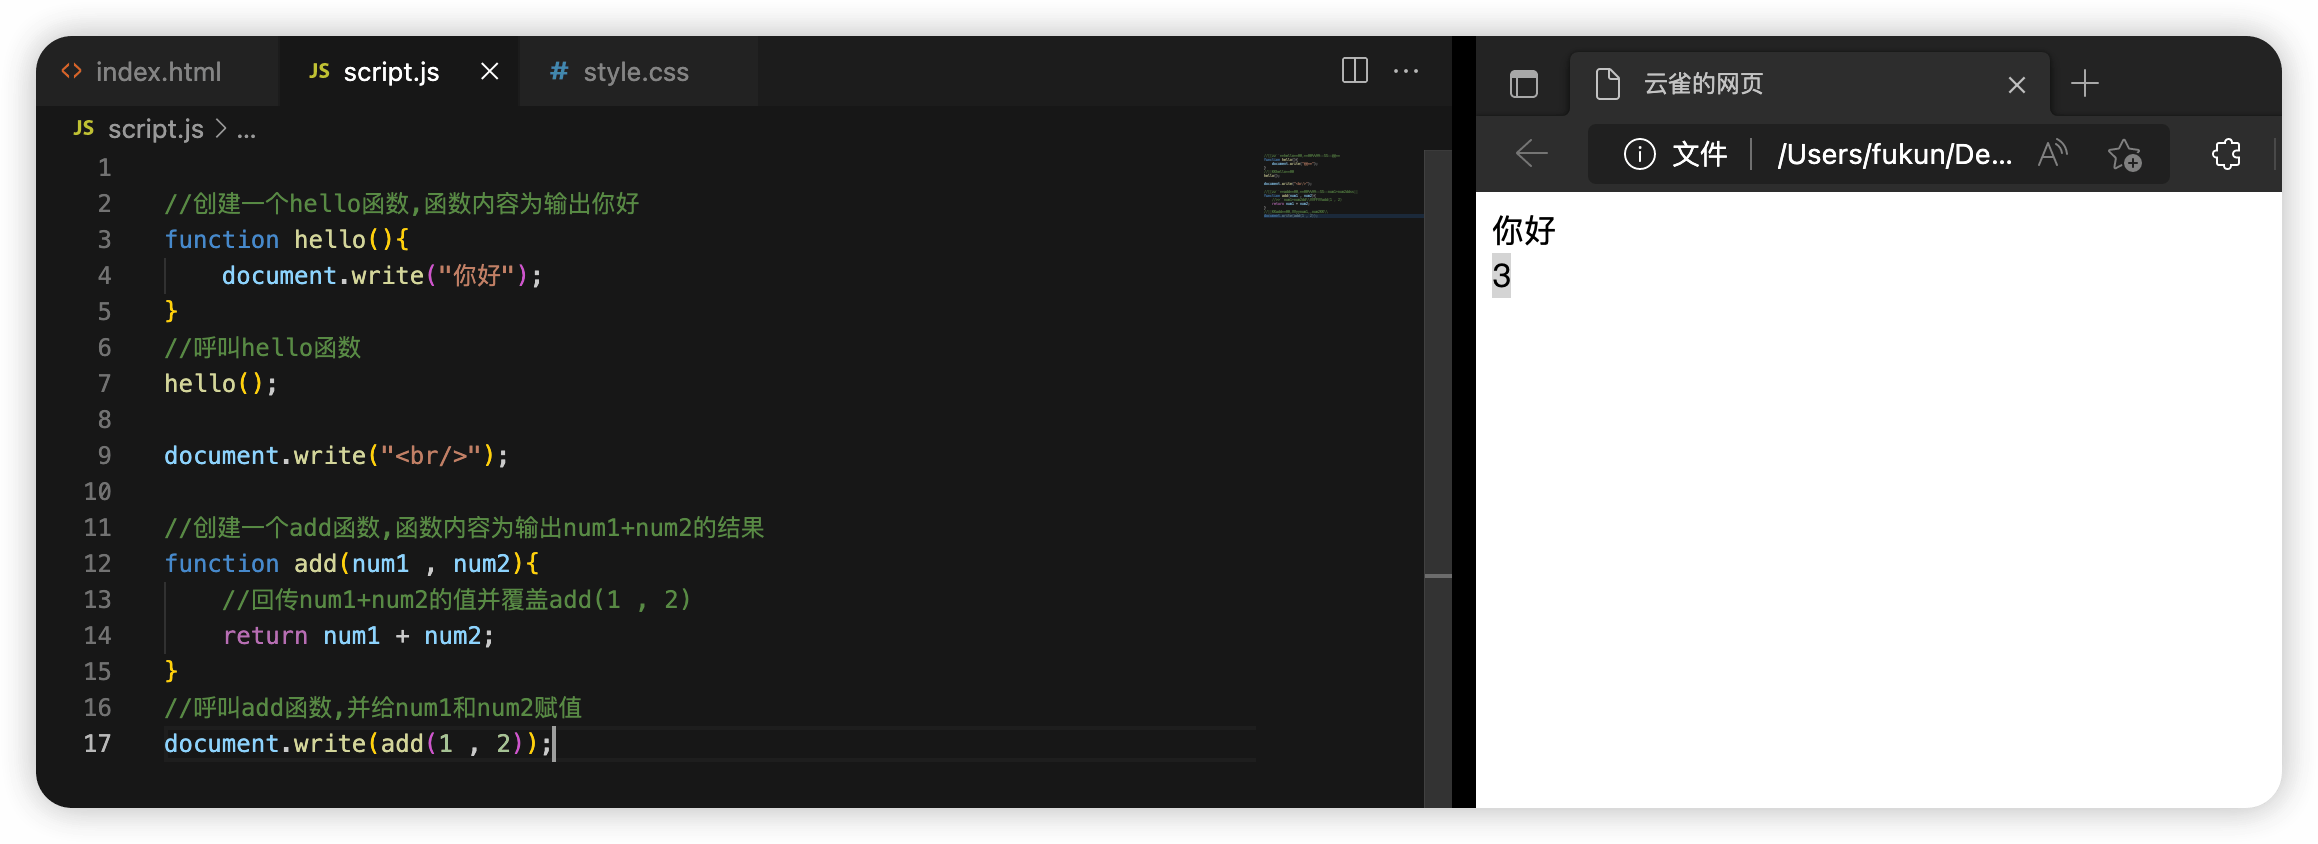 index.html
JS script.js
# style.css
JS script.js > ...
1
2 //创建一个hello函数,函数内容为输出你好
3 function hello(){
4 document.write("你好");
5 }
6 //呼叫hello函数
7 hello();
8
9 document.write("<br/>");
10
11 //创建一个add函数,函数内容为输出num1+num2的结果
12 function add(num1 , num2){
13 //回传num1+num2的值并覆盖add(1 , 2)
14 return num1 + num2;
15 }
16 //呼叫add函数,并给num1和num2赋值
17 document.write(add(1 , 2));
云雀的网页
文件 | /Users/fukun/De...
你好
3